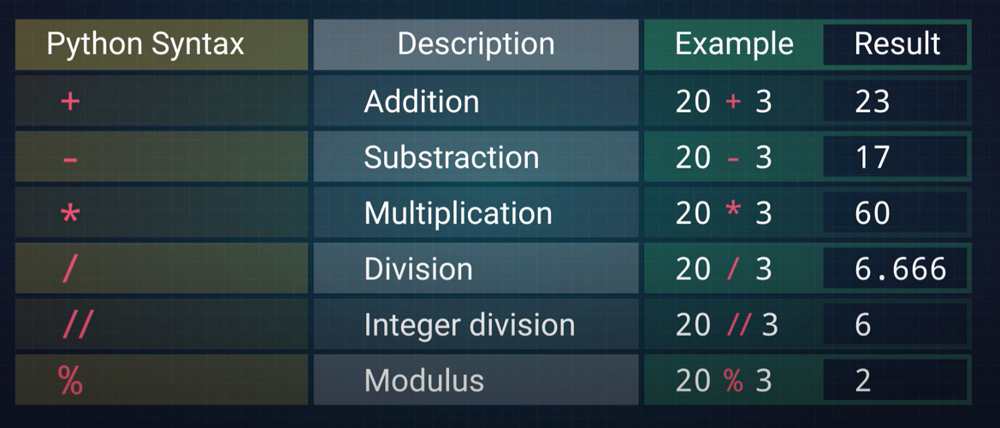 Python Syntax Description Example Result
+ Addition 20 + 3 23
- Substraction 20 - 3 17
* Multiplication 20 * 3 60
/ Division 20 / 3 6.666
// Integer division 20 // 3 6
% Modulus 20 % 3 2